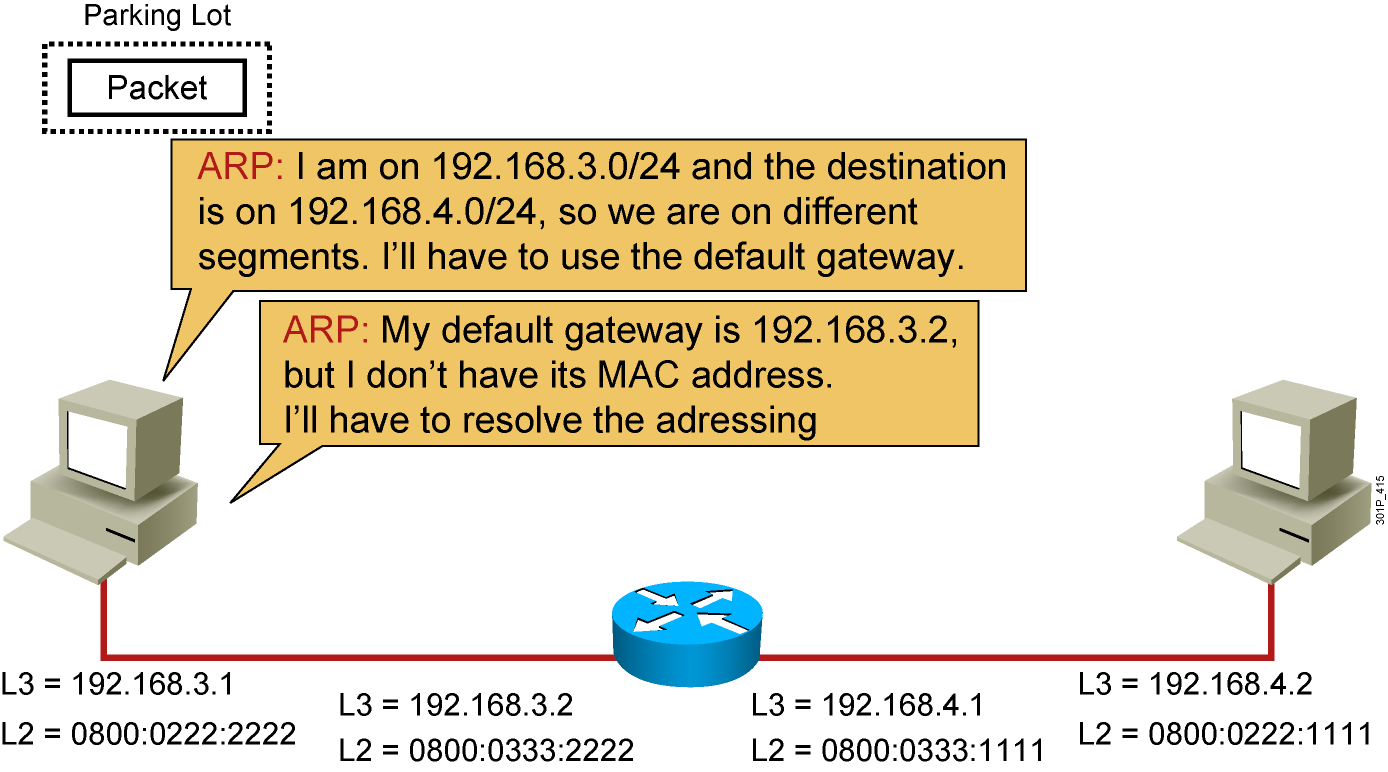 Parking Lot
Packet
ARP: I am on 192.168.3.0/24 and the destination
is on 192.168.4.0/24, so we are on different
segments. I’ll have to use the default gateway.
ARP: My default gateway is 192.168.3.2,
but I don’t have its MAC address.
I’ll have to resolve the adressing
301P_415
L3 = 192.168.3.1
L2 = 0800:0222:2222
L3 = 192.168.3.2
L2 = 0800:0333:2222
L3 = 192.168.4.1
L2 = 0800:0333:1111
L3 = 192.168.4.2
L2 = 0800:0222:1111